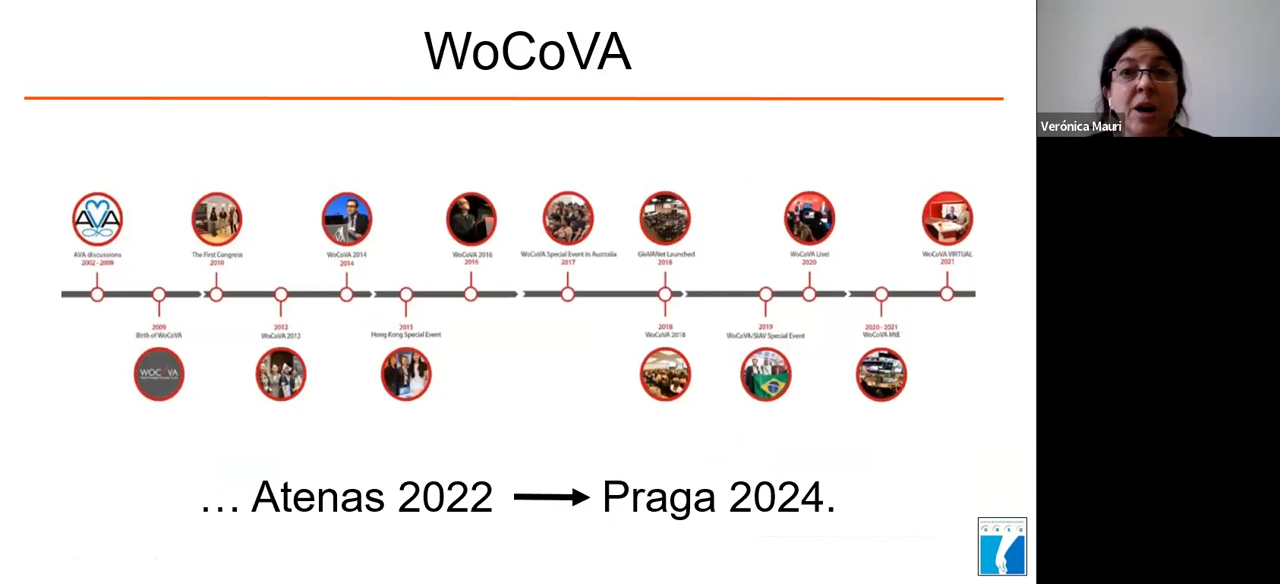 WoCoVA
Verónica Mauri
AVA
AVA discussions
2002 - 2009
The First Congress
2010
WoCoVA 2014
2014
WoCoVA 2016
2016
WoCoVA Special Event in Australia
2017
GloVANet Launched
2018
WoCoVA Live!
2020
WoCoVA VIRTUAL
2021
2009
Birth of WoCoVA
2012
WoCoVA 2012
2015
Hong Kong Special Event
2018
WoCoVA 2018
2019
WoCoVA/SIAV Special Event
2020 - 2021
WoCoVA MtE
WOCOVA
... Atenas 2022 Praga 2024.